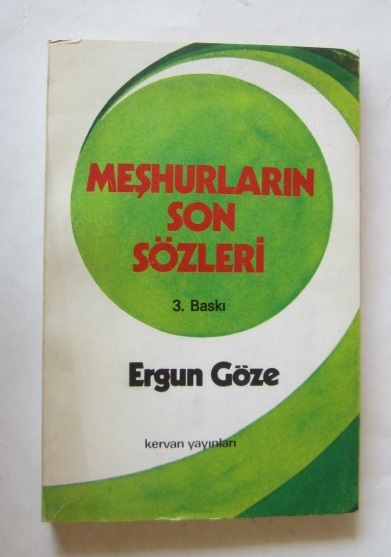 MEŞHURLARIN
SON
SÖZLERİ
3. Baskı
Ergun Göze
kervan yayınları